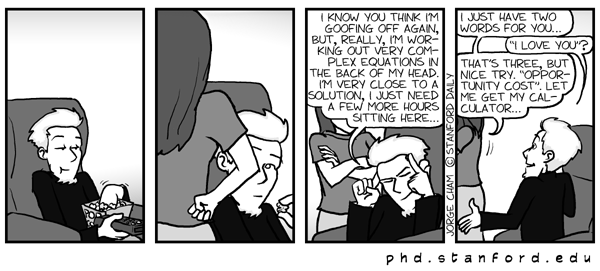 I KNOW YOU THINK I'M
GOOFING OFF AGAIN,
BUT, REALLY, I'M WOR-
KING OUT VERY COM-
PLEX EQUATIONS IN
THE BACK OF MY HEAD.
I'M VERY CLOSE TO A
SOLUTION, I JUST NEED
A FEW MORE HOURS
SITTING HERE...
JORGE CHAM © STANFORD DAILY
I JUST HAVE TWO
WORDS FOR YOU...
"I LOVE YOU"?
THAT'S THREE, BUT
NICE TRY. "OPPOR-
TUNITY COST". LET
ME GET MY CAL-
CULATOR...
phd.stanford.edu